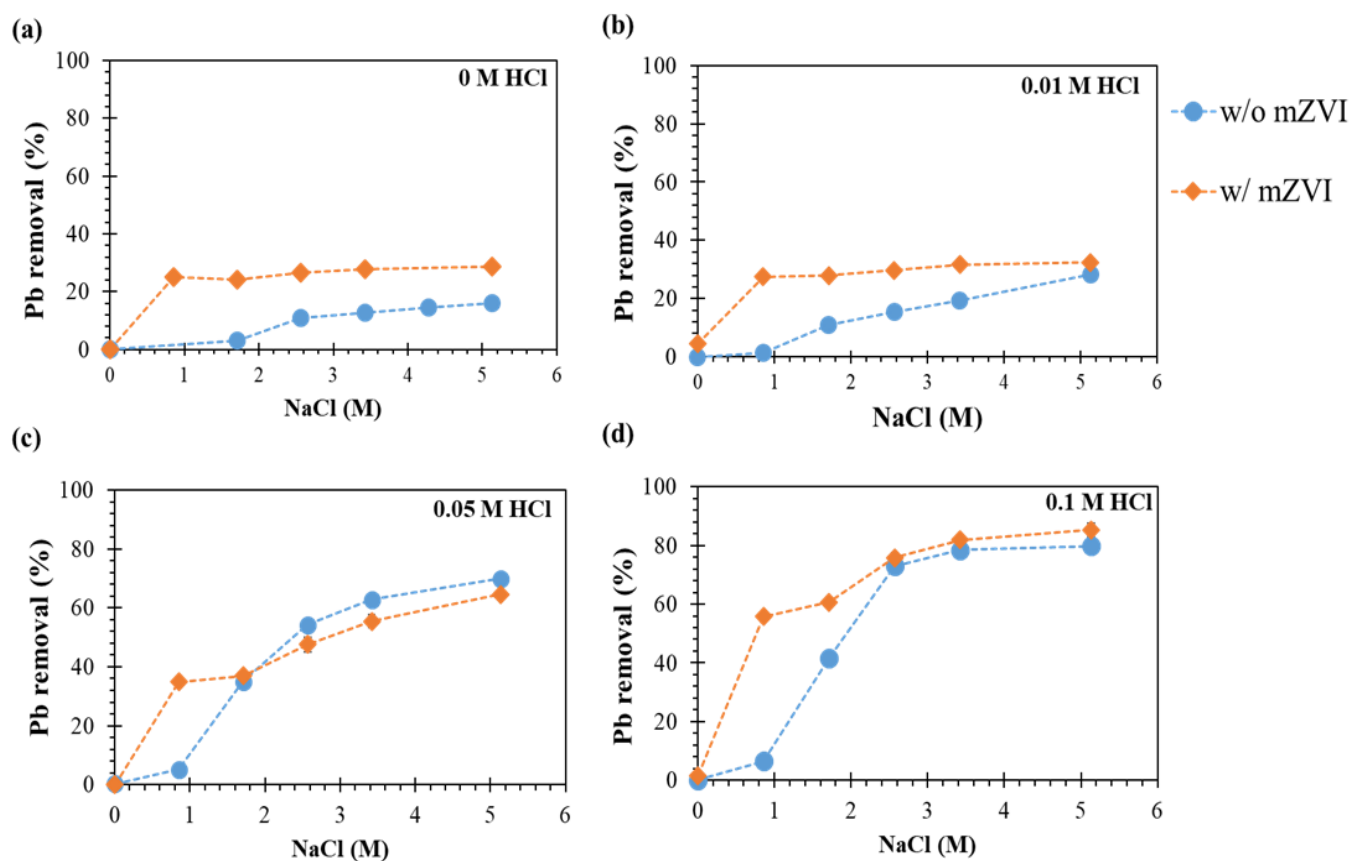 (a)
100
80
60
40
20
0
Pb removal (%)
0 M HCl
0 1 2 3 4 5 6
NaCl (M)
(b)
100
80
60
40
20
0
Pb removal (%)
0.01 M HCl
0 1 2 3 4 5 6
NaCl (M)
w/o mZVI
w/ mZVI
(c)
100
80
60
40
20
0
Pb removal (%)
0.05 M HCl
0 1 2 3 4 5 6
NaCl (M)
(d)
100
80
60
40
20
0
Pb removal (%)
0.1 M HCl
0 1 2 3 4 5 6
NaCl (M)